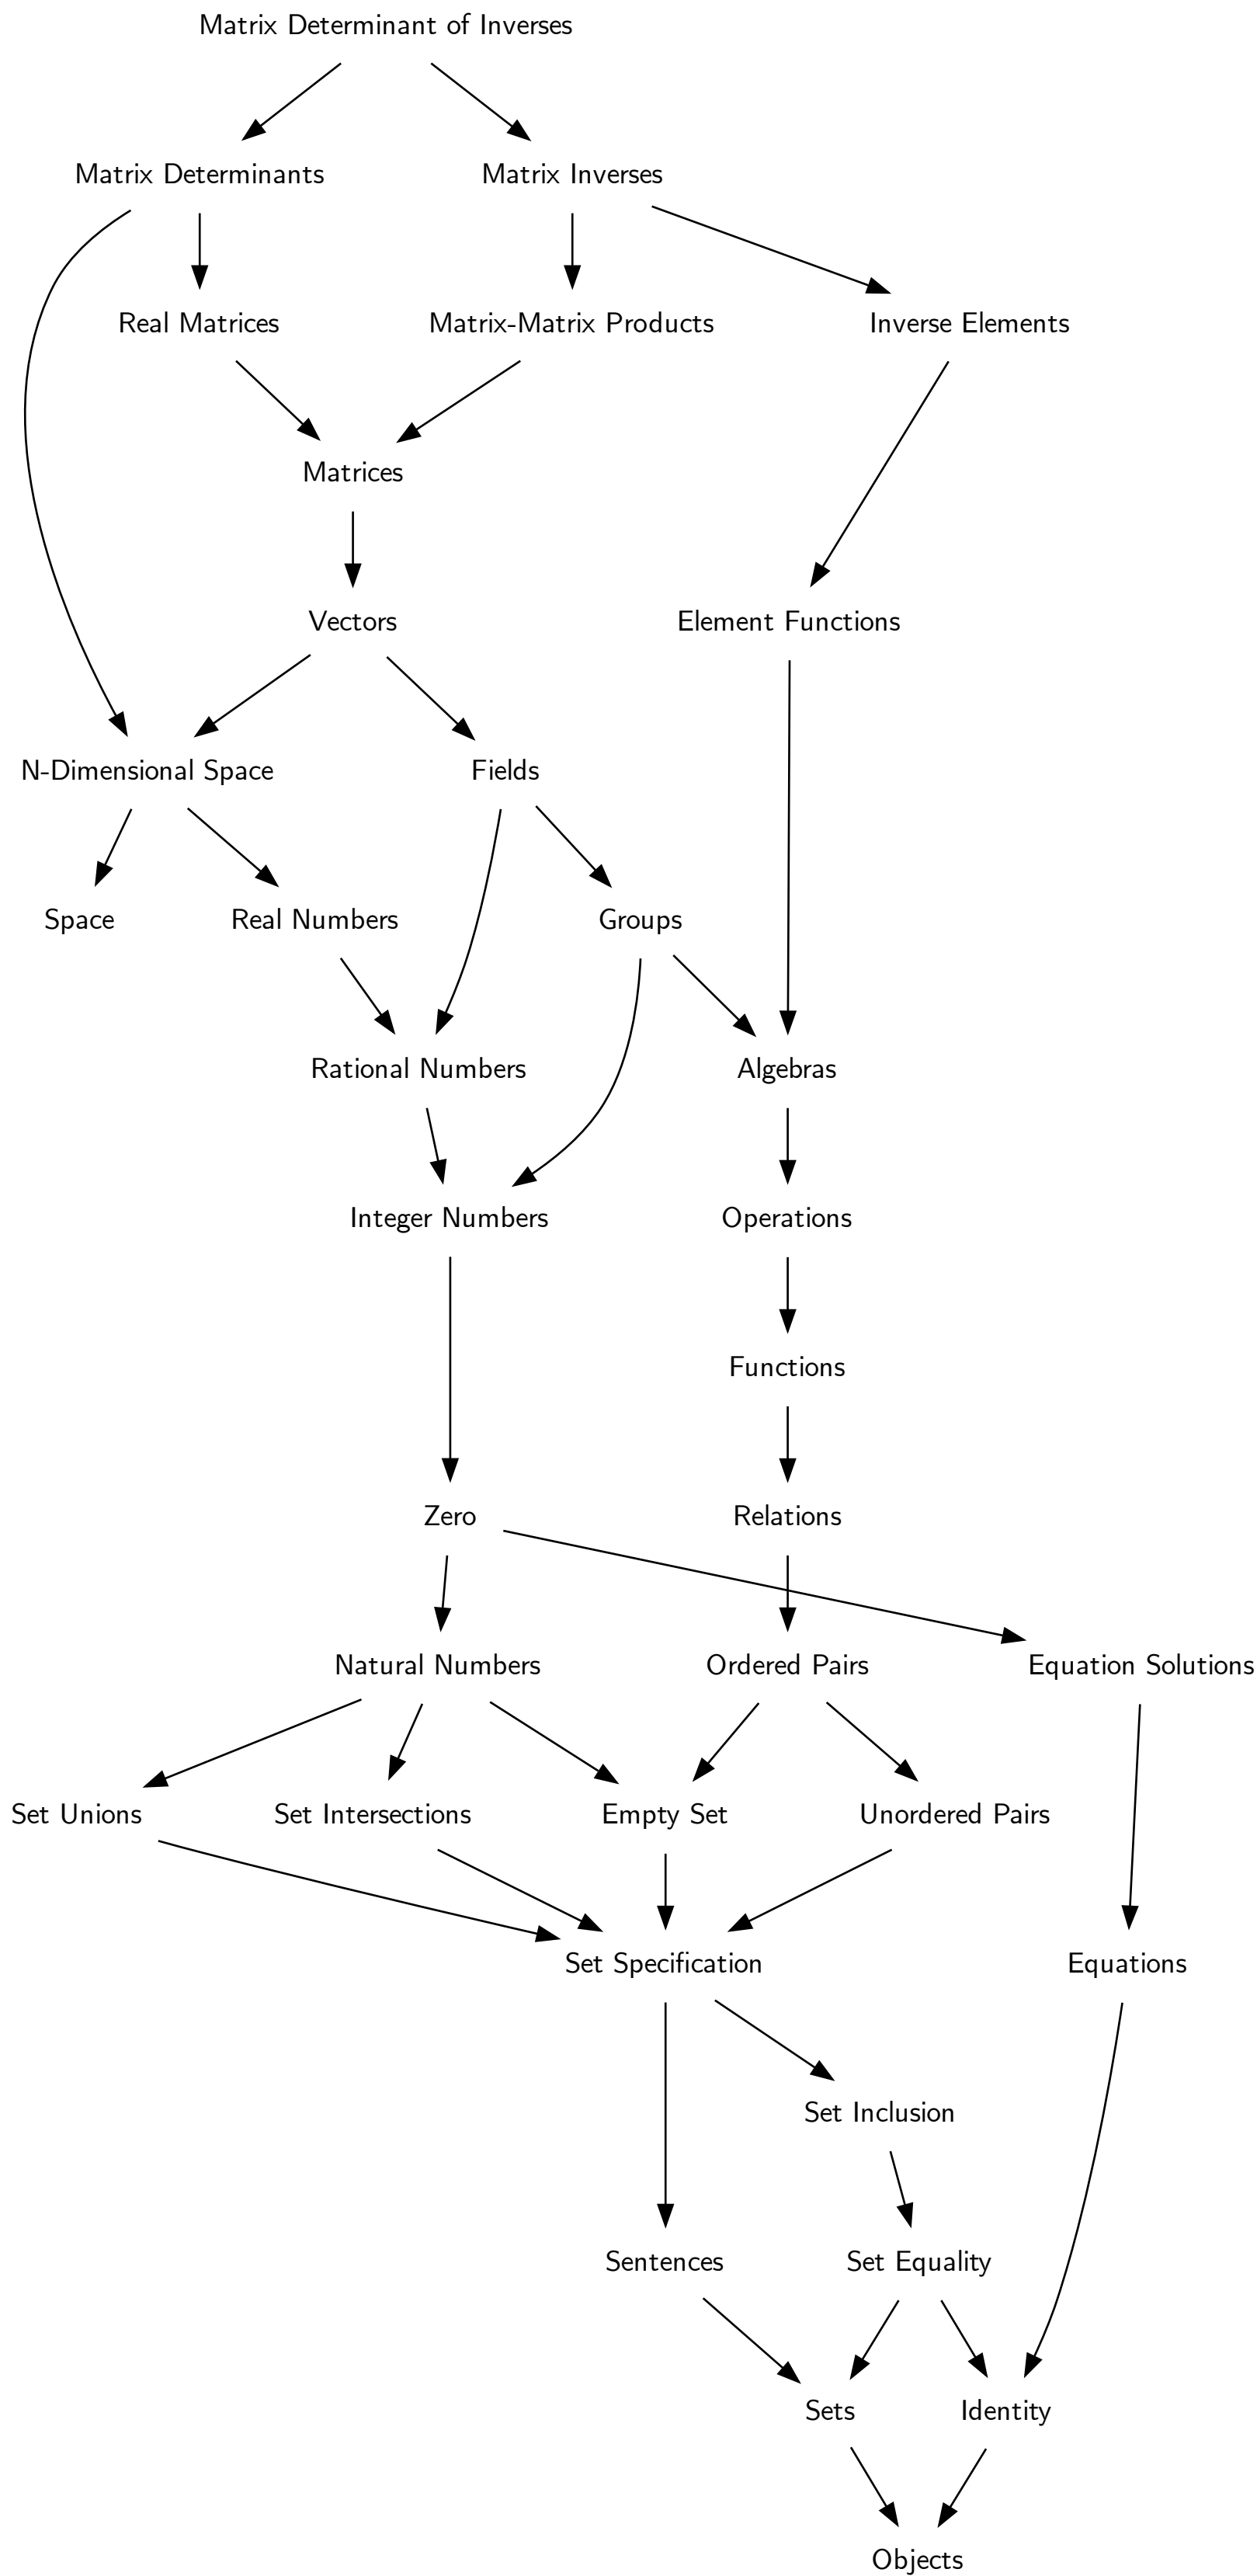 Matrix Determinant of Inverses
Matrix Determinants
Matrix Inverses
Real Matrices
Matrix-Matrix Products
Inverse Elements
Matrices
Vectors
Element Functions
N-Dimensional Space
Fields
Space
Real Numbers
Groups
Rational Numbers
Algebras
Integer Numbers
Operations
Functions
Zero
Relations
Natural Numbers
Ordered Pairs
Equation Solutions
Set Unions
Set Intersections
Empty Set
Unordered Pairs
Set Specification
Equations
Set Inclusion
Sentences
Set Equality
Sets
Identity
Objects